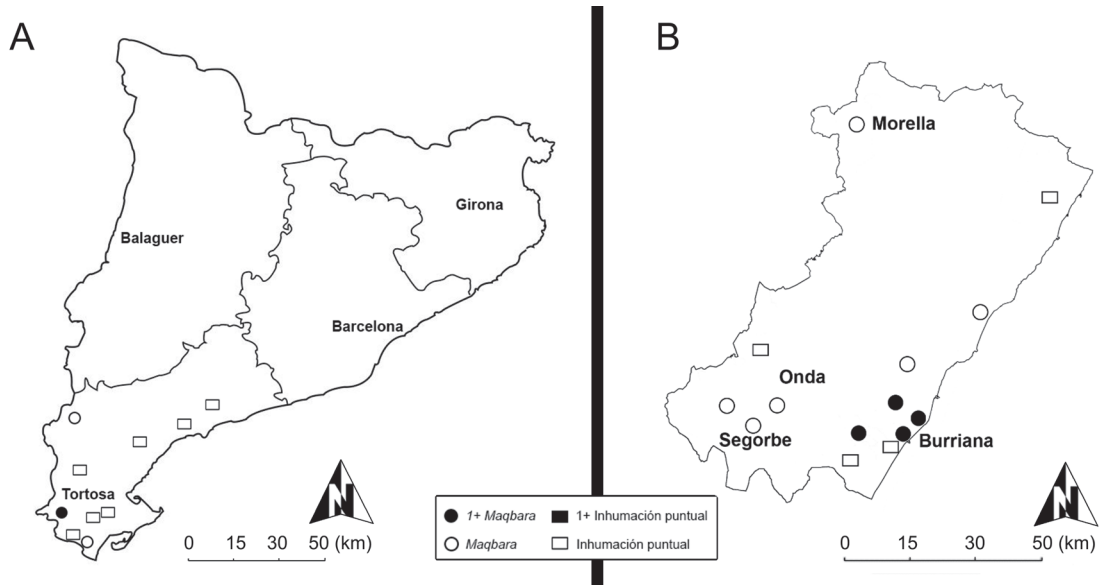 A
Girona
Balaguer
Barcelona
Tortosa
N
0 15 30 50 (km)
1+ Maqbara
1+ Inhumación puntual
Maqbara
Inhumación puntual
B
Morella
Onda
Segorbe
Burriana
N
0 15 30 50 (km)